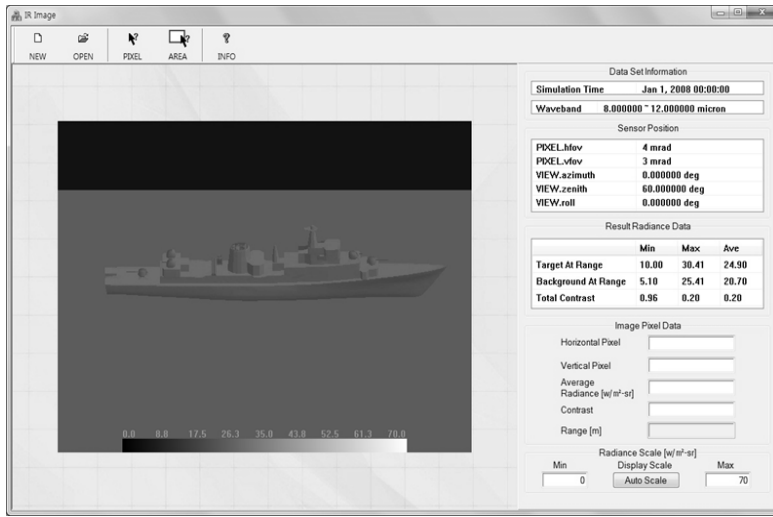 IR Image
NEW OPEN PIXEL AREA INFO
0.0 8.8 17.5 26.3 35.0 43.8 52.5 61.3 70.0
Data Set Information
Simulation Time Jan 1, 2008 00:00:00
Waveband 8.000000 ~ 12.000000 micron
Sensor Position
PIXEL.hfov 4 mrad
PIXEL.vfov 3 mrad
VIEW.azimuth 0.000000 deg
VIEW.zenith 60.000000 deg
VIEW.roll 0.000000 deg
Result Radiance Data
Min Max Ave
Target At Range 10.00 30.41 24.90
Background At Range 5.10 25.41 20.70
Total Contrast 0.96 0.20 0.20
Image Pixel Data
Horizontal Pixel
Vertical Pixel
Average
Radiance [w/m²-sr]
Contrast
Range [m]
Radiance Scale [w/m²-sr]
Min Display Scale Max
0 Auto Scale 70